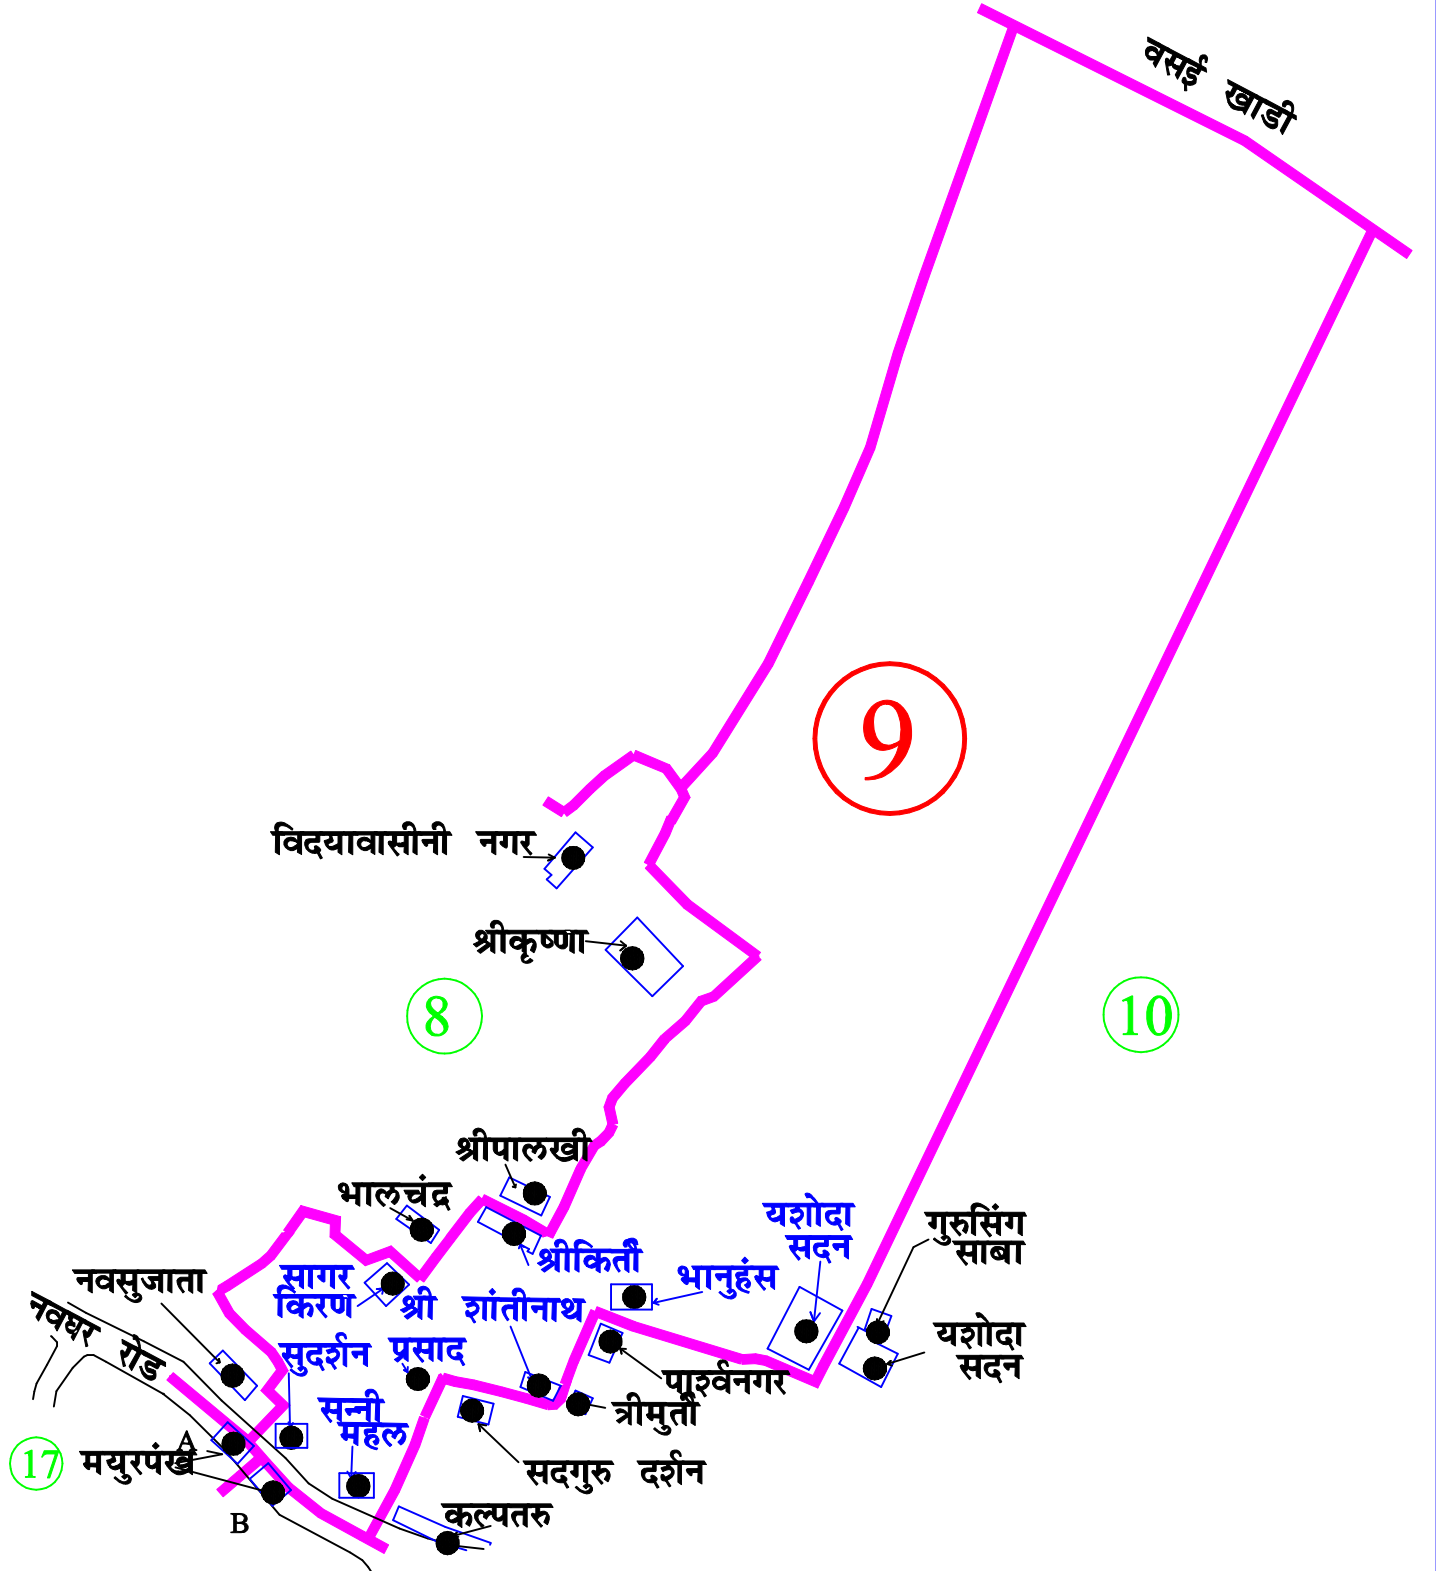 वसई खाडी
9
विदयावासीनी नगर
श्रीकृष्णा
8
10
श्रीपालखी
भालचंद्र
यशोदा
सदन
गुरुसिंग
साबा
श्रीकिर्ती
सागर
किरण
भानुहंस
नवसुजाता
श्री
प्रसाद
शांतीनाथ
नवघर रोड
सुदर्शन
यशोदा
सदन
पार्श्वनगर
सन्नी
महल
त्रीमुर्ती
A
17
मयुरपंख
सदगुरु दर्शन
कल्पतरु
B